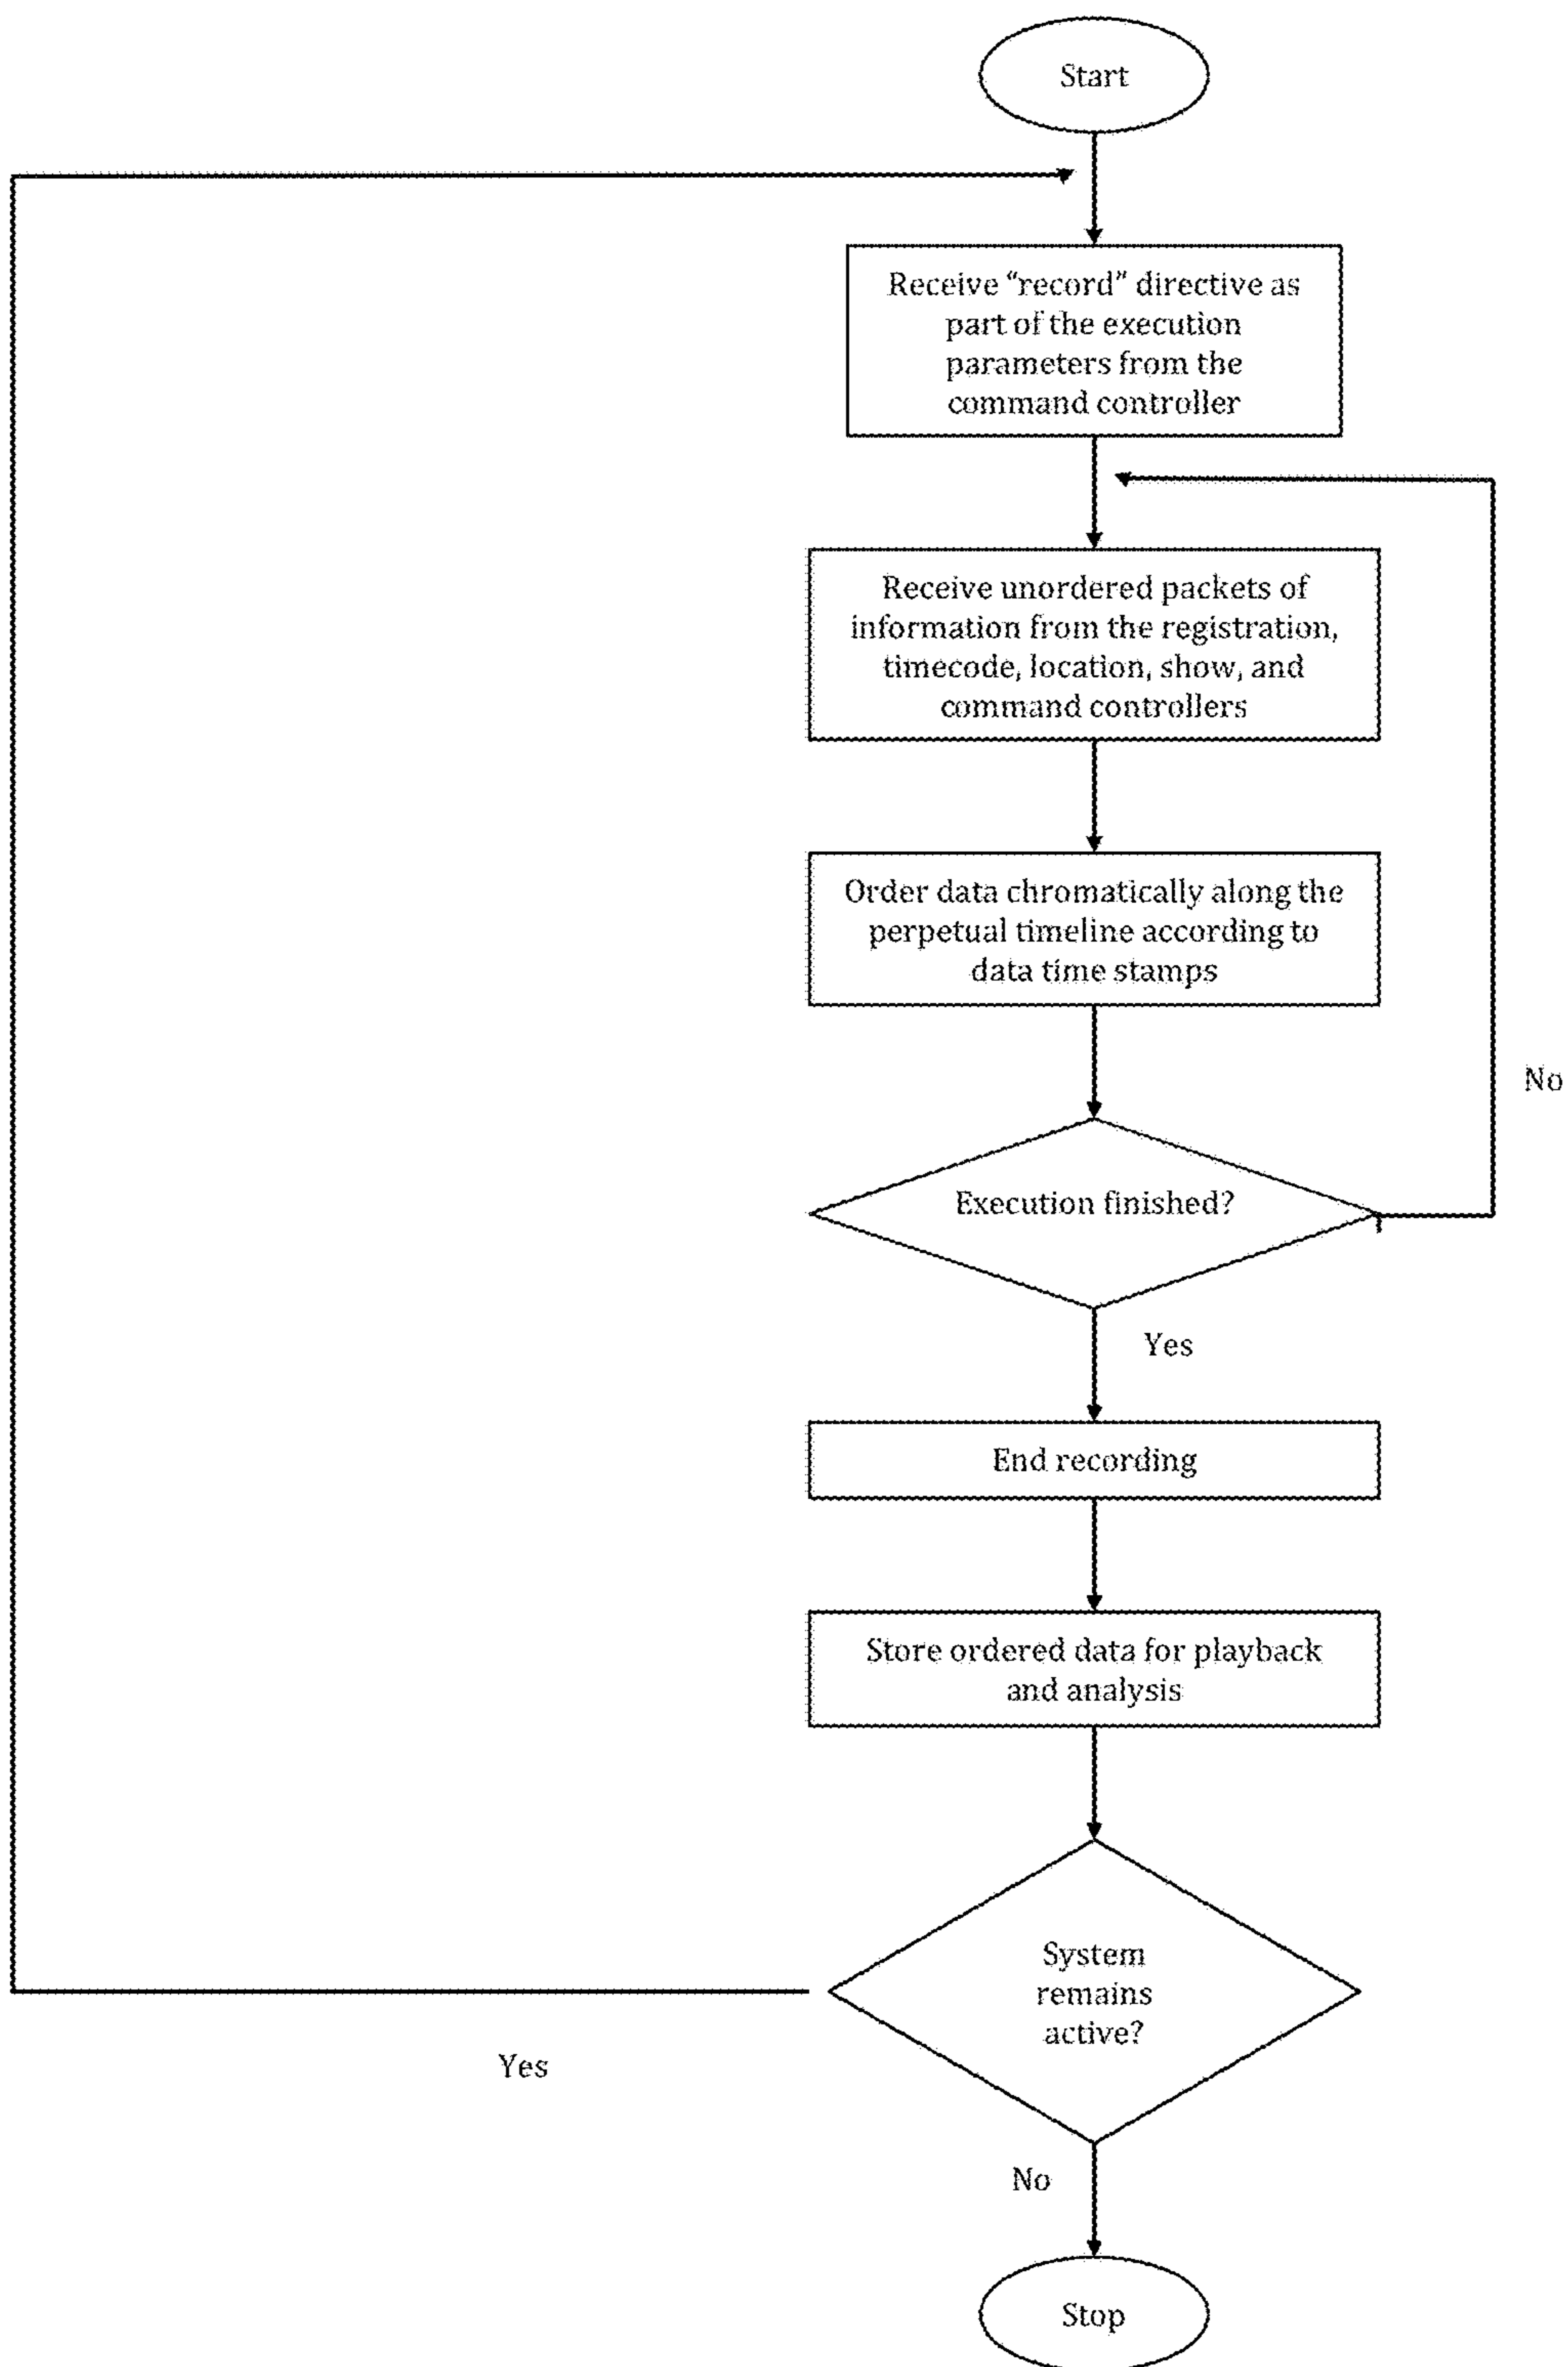 Start
Receive “record” directive as
part of the execution
parameters from the
command controller
Receive unordered packets of
information from the registration,
timecode, location, show, and
command controllers
Order data chromatically along the
perpetual timeline according to
data time stamps
No
Execution finished?
Yes
End recording
Store ordered data for playback
and analysis
System
remains
active?
Yes
No
Stop